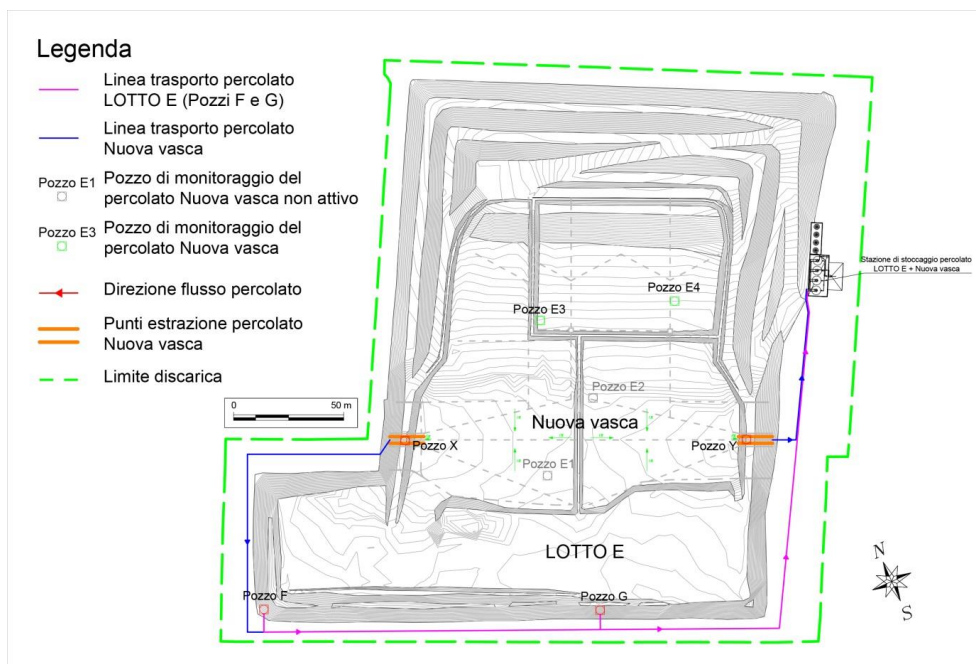 Legenda
Linea trasporto percolato
LOTTO E (Pozzi F e G)
Linea trasporto percolato
Nuova vasca
Pozzo E1
Pozzo di monitoraggio del
percolato Nuova vasca non attivo
Pozzo E3
Pozzo di monitoraggio del
percolato Nuova vasca
Direzione flusso percolato
Punti estrazione percolato
Nuova vasca
Limite discarica
0
50 m
Stazione di stoccaggio percolato
LOTTO E + Nuova vasca
Pozzo E4
Pozzo E3
Pozzo E2
Nuova vasca
Pozzo X
Pozzo Y
Pozzo E1
LOTTO E
Pozzo F
Pozzo G
N
S